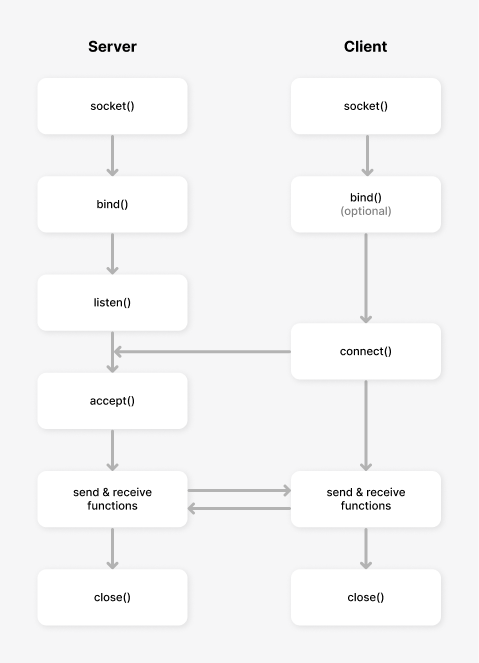 Server
Client
socket()
socket()
bind()
bind()
(optional)
listen()
connect()
accept()
send & receive
functions
send & receive
functions
close()
close()